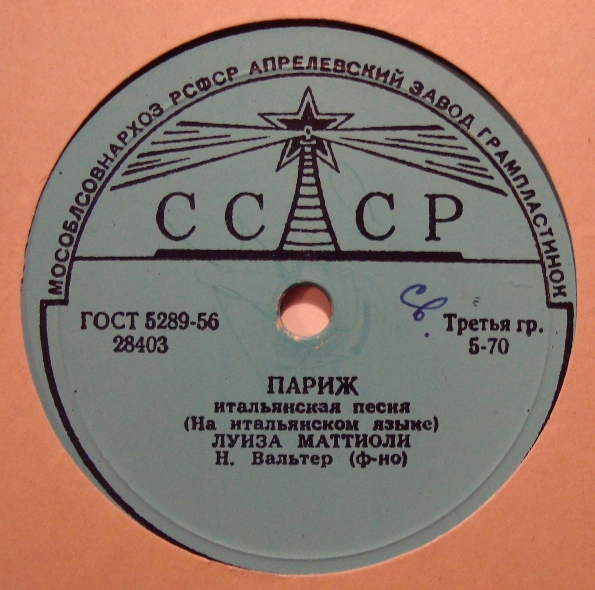 МОСОБЛСОВНАРХОЗ РСФСР АПРЕЛЕВСКИЙ ЗАВОД ГРАМПЛАСТИНОК
СССР
ГОСТ 5289-56
28403
Третья гр.
5-70
ПАРИЖ
итальянская песня
(На итальянском языке)
ЛУИЗА МАТТИОЛИ
Н. Вальтер (ф-но)